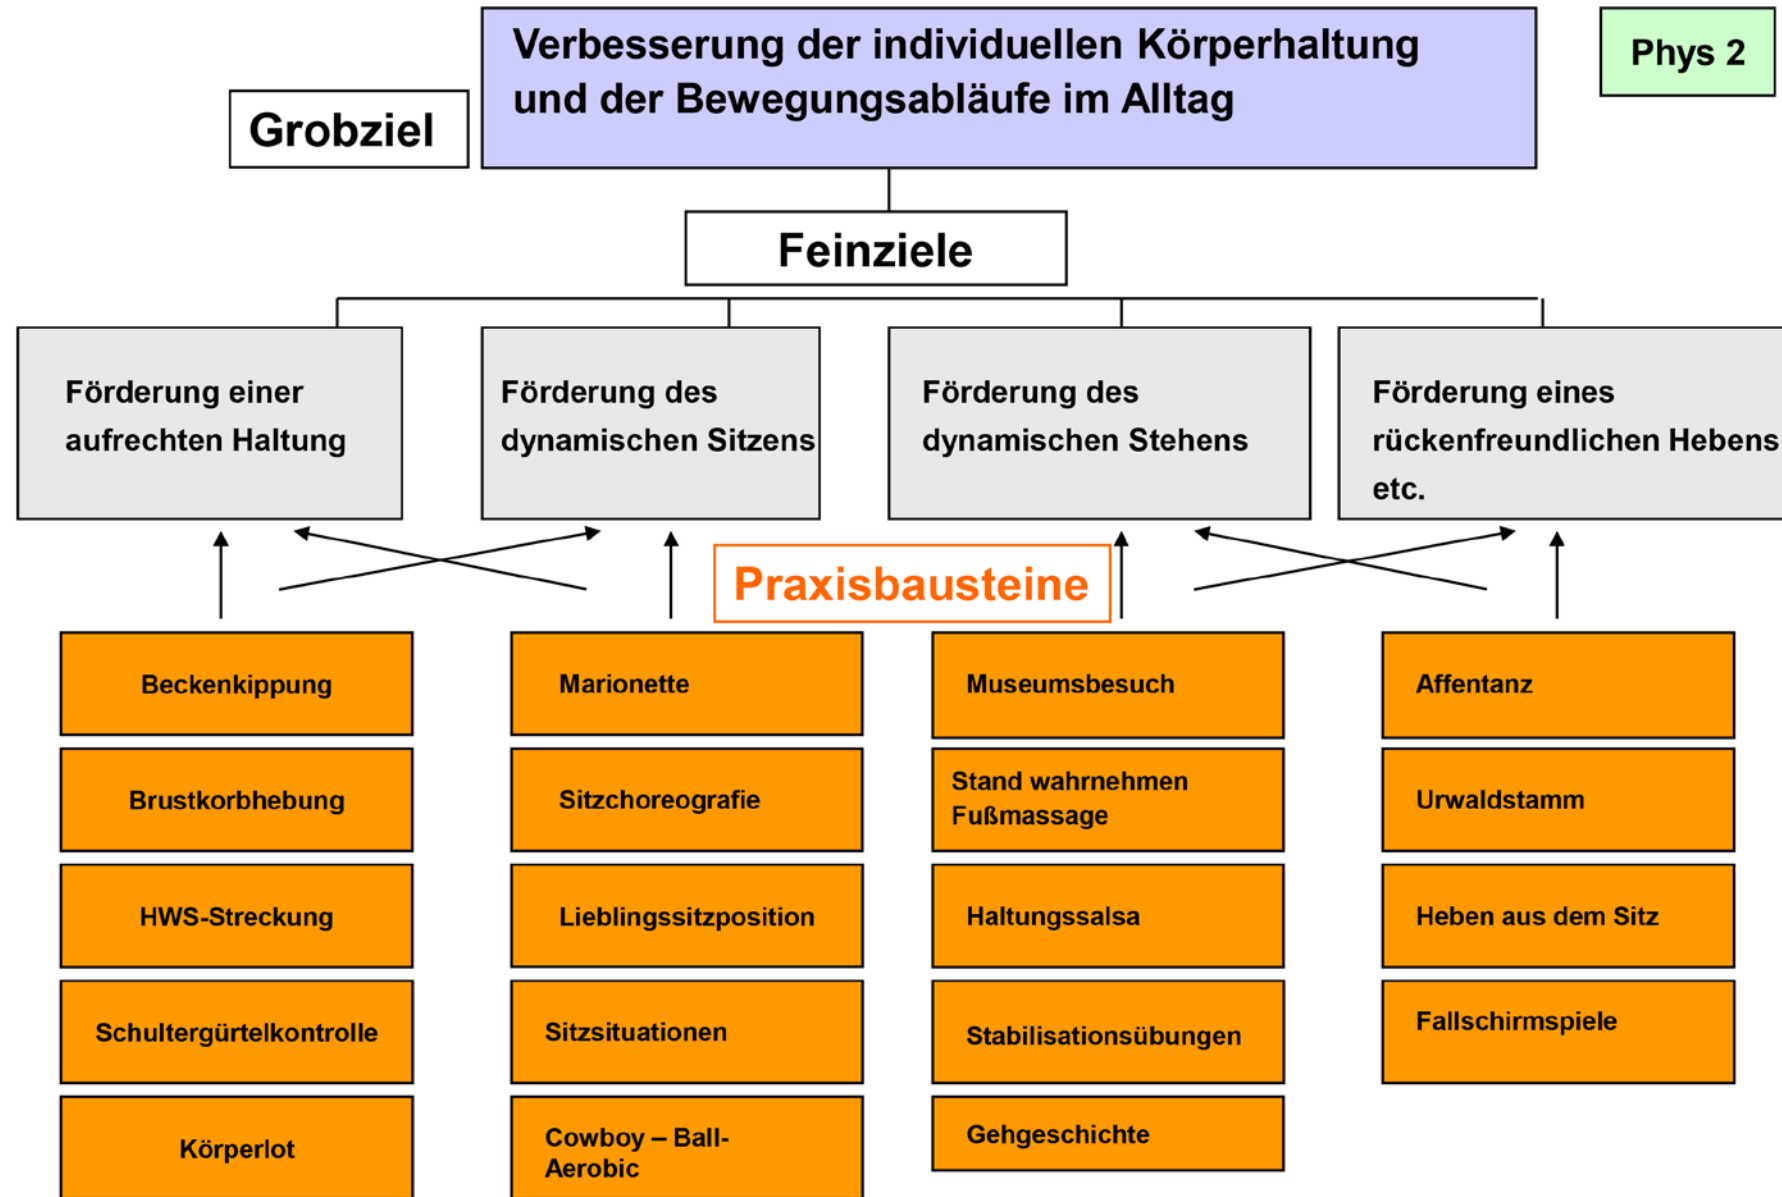 Verbesserung der individuellen Körperhaltung
und der Bewegungsabläufe im Alltag
Phys 2
Grobziel
Feinziele
Förderung einer
aufrechten Haltung
Förderung des
dynamischen Sitzens
Förderung des
dynamischen Stehens
Förderung eines
rückenfreundlichen Hebens
etc.
Praxisbausteine
Beckenkippung
Brustkorbhebung
HWS-Streckung
Schultergürtelkontrolle
Körperlot
Marionette
Sitzchoreografie
Lieblingssitzposition
Sitzsituationen
Cowboy – Ball-
Aerobic
Museumsbesuch
Stand wahrnehmen
Fußmassage
Haltungssalsa
Stabilisationsübungen
Gehgeschichte
Affentanz
Urwaldstamm
Heben aus dem Sitz
Fallschirmspiele